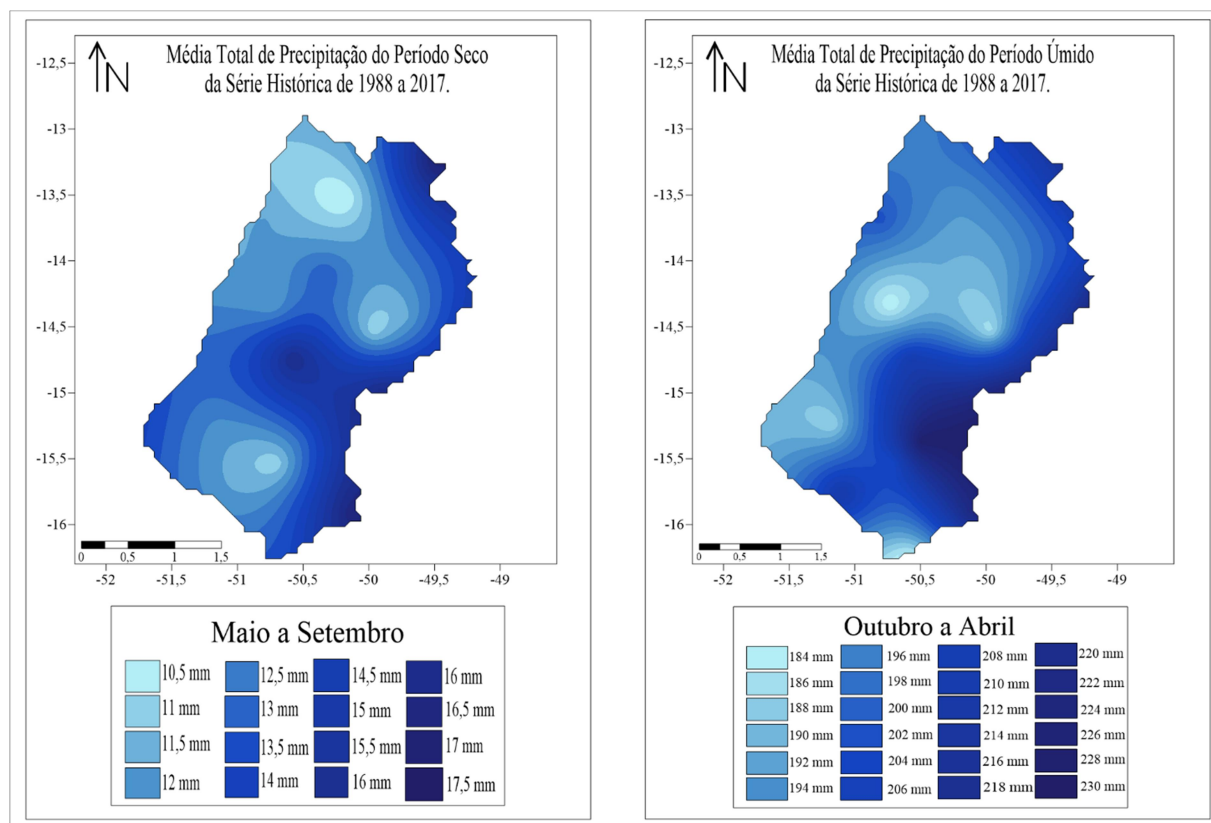 N
Média Total de Precipitação do Período Seco
da Série Histórica de 1988 a 2017.
-12,5
-13
-13,5
-14
-14,5
-15
-15,5
-16
0 0,5 1 1,5
-52 -51,5 -51 -50,5 -50 -49,5 -49
Maio a Setembro
10,5 mm 12,5 mm 14,5 mm 16 mm
11 mm 13 mm 15 mm 16,5 mm
11,5 mm 13,5 mm 15,5 mm 17 mm
12 mm 14 mm 16 mm 17,5 mm
N
Média Total de Precipitação do Período Úmido
da Série Histórica de 1988 a 2017.
-12,5
-13
-13,5
-14
-14,5
-15
-15,5
-16
0 0,5 1 1,5
-52 -51,5 -51 -50,5 -50 -49,5 -49
Outubro a Abril
184 mm 196 mm 208 mm 220 mm
186 mm 198 mm 210 mm 222 mm
188 mm 200 mm 212 mm 224 mm
190 mm 202 mm 214 mm 226 mm
192 mm 204 mm 216 mm 228 mm
194 mm 206 mm 218 mm 230 mm